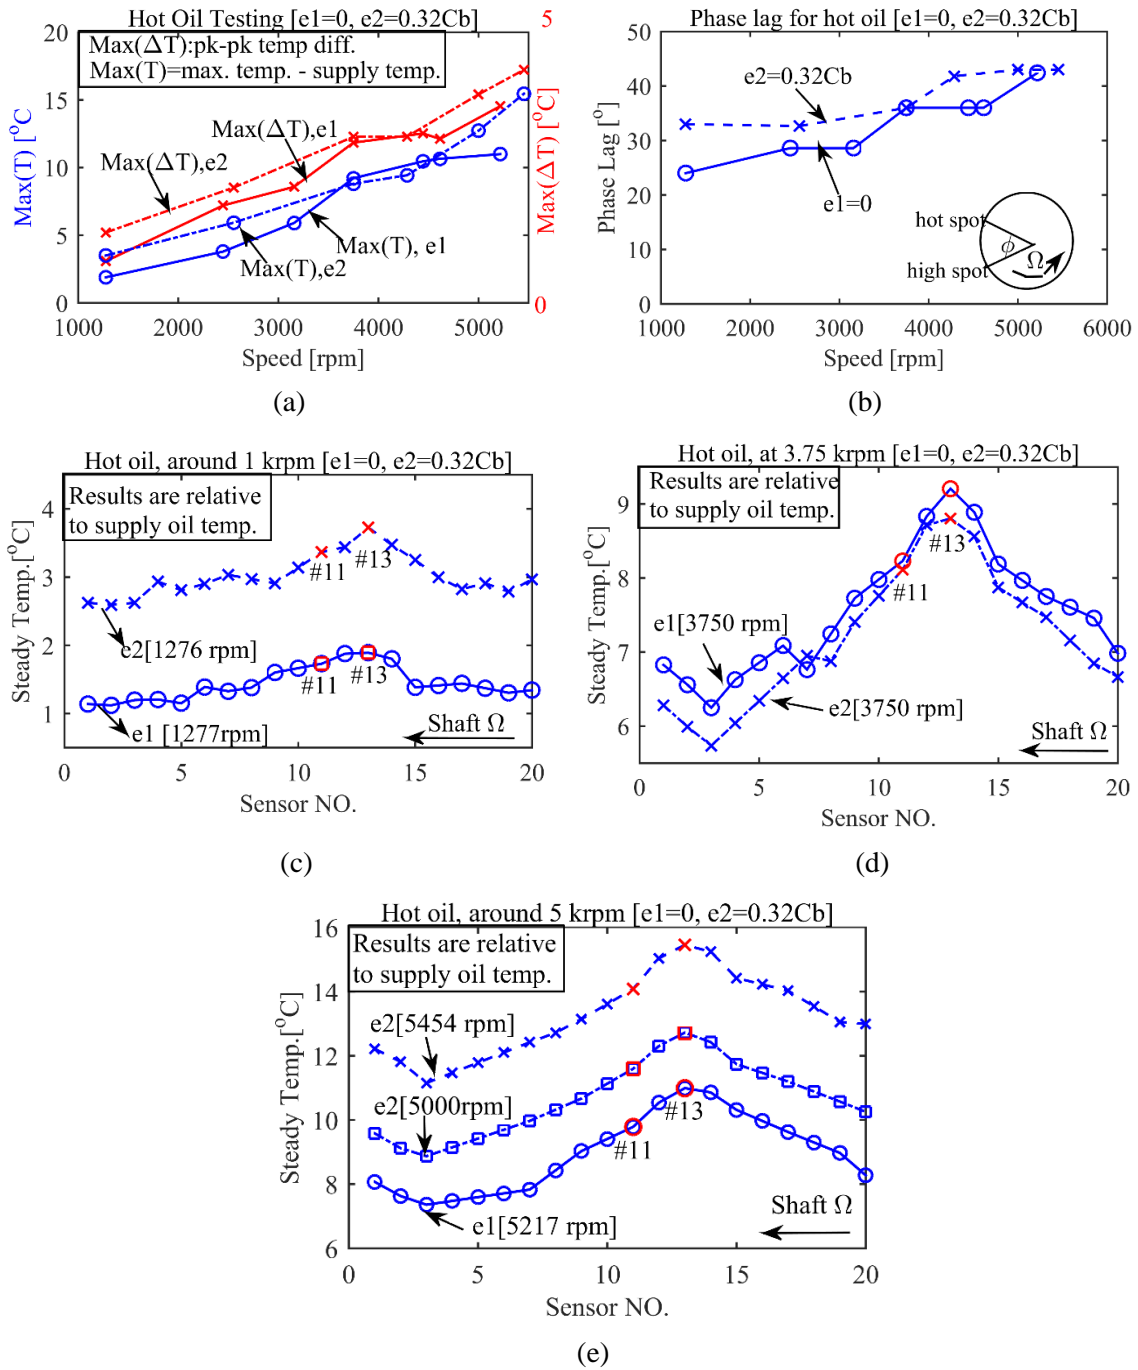 Hot Oil Testing [e1=0, e2=0.32Cb]
Max(ΔT):pk-pk temp diff.
Max(T)=max. temp. - supply temp.
20
15
10
5
0
Max(T) [°C
5
0
Max(ΔT) [°C]
Max(ΔT),e1
Max(ΔT),e2
Max(T), e1
Max(T),e2
1000 2000 3000 4000 5000
Speed [rpm]
(a)
Phase lag for hot oil [e1=0, e2=0.32Cb]
50
40
30
20
10
0
Phase Lag [°]
e2=0.32Cb
e1=0
hot spot
ϕ
Ω
high spot
1000 2000 3000 4000 5000 6000
Speed [rpm]
(b)
Hot oil, around 1 krpm [e1=0, e2=0.32Cb]
Results are relative
to supply oil temp.
4
3
2
1
Steady Temp.[°C]
#11
#13
e2[1276 rpm]
#11
#13
e1 [1277rpm]
Shaft Ω
0 5 10 15 20
Sensor NO.
(c)
Hot oil, at 3.75 krpm [e1=0, e2=0.32Cb]
Results are relative
to supply oil temp.
9
8
7
6
Steady Temp.[°C]
#13
#11
e1[3750 rpm]
e2[3750 rpm]
Shaft Ω
0 5 10 15 20
Sensor NO.
(d)
Hot oil, around 5 krpm [e1=0, e2=0.32Cb]
Results are relative
to supply oil temp.
16
14
12
10
8
6
Steady Temp.[°C]
e2[5454 rpm]
e2[5000rpm]
#13
#11
e1[5217 rpm]
Shaft Ω
0 5 10 15 20
Sensor NO.
(e)